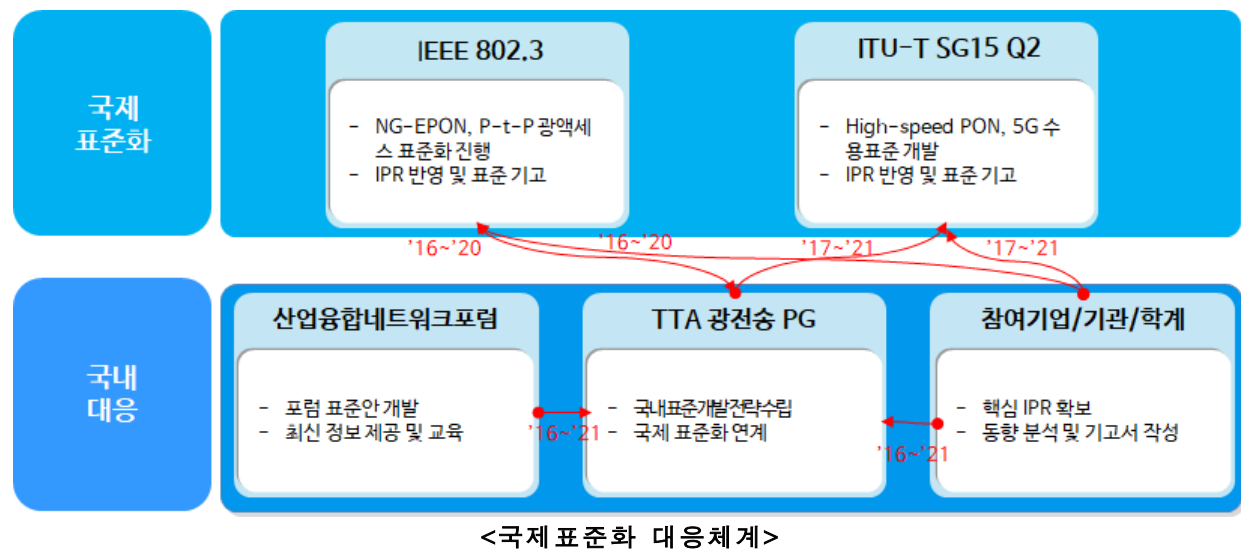 국제
표준화
IEEE 802.3
- NG-EPON, P-t-P 광액세
스 표준화 진행
- IPR 반영 및 표준 기고
ITU-T SG15 Q2
- High-speed PON, 5G 수
용표준 개발
- IPR 반영 및 표준 기고
'16~'20
'16~'20
'17~'21
'17~'21
국내
대응
산업융합네트워크포럼
- 포럼 표준안 개발
- 최신 정보 제공 및 교육
'16~'21
TTA 광전송 PG
- 국내표준개발전략수립
- 국제 표준화 연계
'16~'21
참여기업/기관/학계
- 핵심 IPR 확보
- 동향 분석 및 기고서 작성
<국제표준화 대응체계>